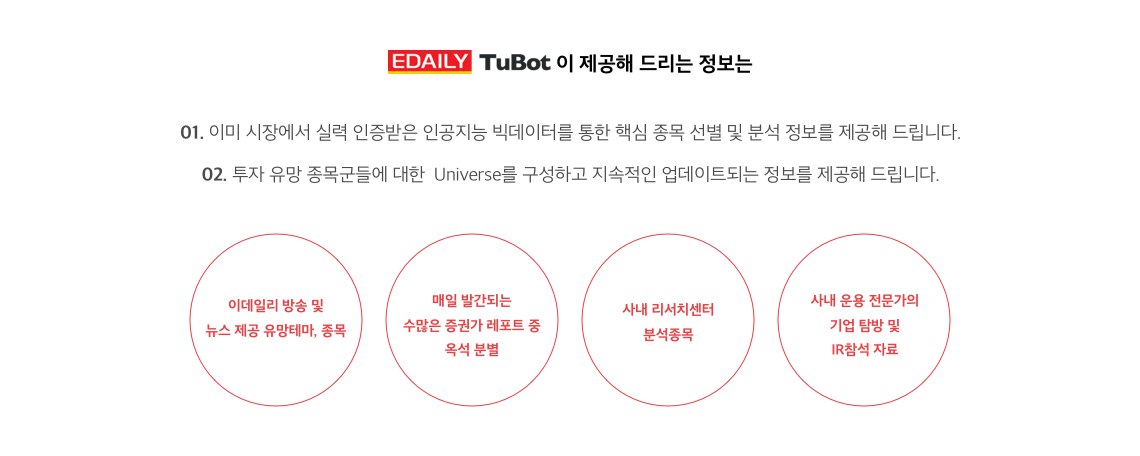 EDAILY TuBot 이 제공해 드리는 정보는
01. 이미 시장에서 실력 인증받은 인공지능 빅데이터를 통한 핵심 종목 선별 및 분석 정보를 제공해 드립니다.
02. 투자 유망 종목군들에 대한 Universe를 구성하고 지속적인 업데이트되는 정보를 제공해 드립니다.
이데일리 방송 및
뉴스 제공 유망테마, 종목
매일 발간되는
수많은 증권가 레포트 중
옥석 분별
사내 리서치센터
분석종목
사내 운용 전문가의
기업 탐방 및
IR참석 자료